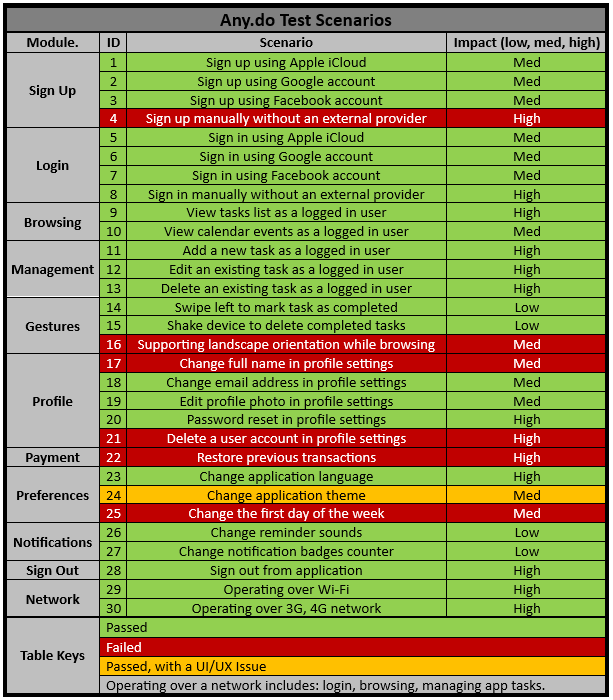 Any.do Test Scenarios
Module. ID Scenario Impact (low, med, high)
Sign Up
1 Sign up using Apple iCloud Med
2 Sign up using Google account Med
3 Sign up using Facebook account Med
4 Sign up manually without an external provider High
Login
5 Sign in using Apple iCloud Med
6 Sign in using Google account Med
7 Sign in using Facebook account Med
8 Sign in manually without an external provider High
Browsing
9 View tasks list as a logged in user High
10 View calendar events as a logged in user Med
Management
11 Add a new task as a logged in user High
12 Edit an existing task as a logged in user High
13 Delete an existing task as a logged in user High
Gestures
14 Swipe left to mark task as completed Low
15 Shake device to delete completed tasks Low
16 Supporting landscape orientation while browsing Med
Profile
17 Change full name in profile settings Med
18 Change email address in profile settings Med
19 Edit profile photo in profile settings Med
20 Password reset in profile settings High
21 Delete a user account in profile settings High
Payment
22 Restore previous transactions High
Preferences
23 Change application language High
24 Change application theme Med
25 Change the first day of the week Med
Notifications
26 Change reminder sounds Low
27 Change notification badges counter Low
Sign Out
28 Sign out from application High
Network
29 Operating over Wi-Fi High
30 Operating over 3G, 4G network High
Table Keys
Passed
Failed
Passed, with a UI/UX Issue
Operating over a network includes: login, browsing, managing app tasks.